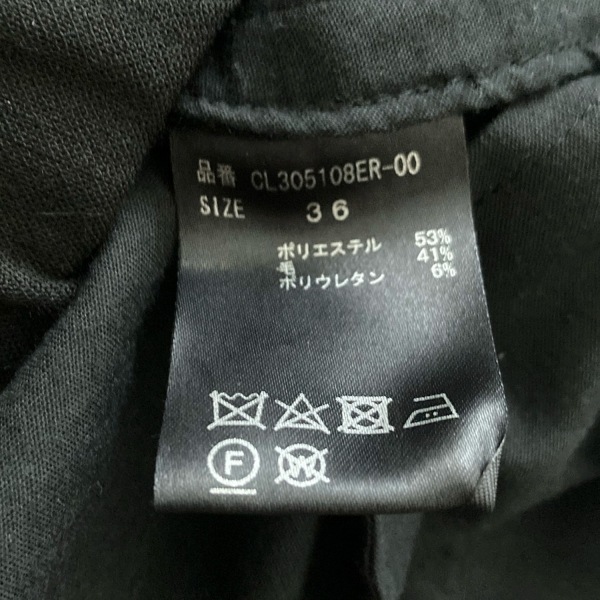 品番 CL305108ER-00
SIZE 36
ポリエステル 53%
毛 41%
ポリウレタン 6%
F W